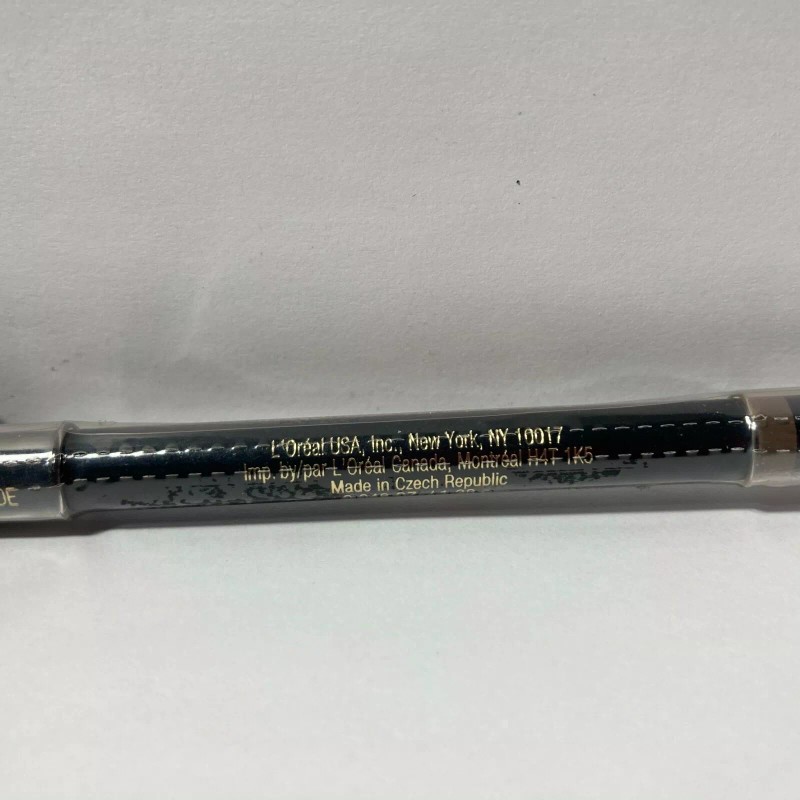 L'Oréal USA, Inc. New York, NY 10017
Imp. by/par L'Oréal Canada, Montréal H4T 1K5
Made in Czech Republic